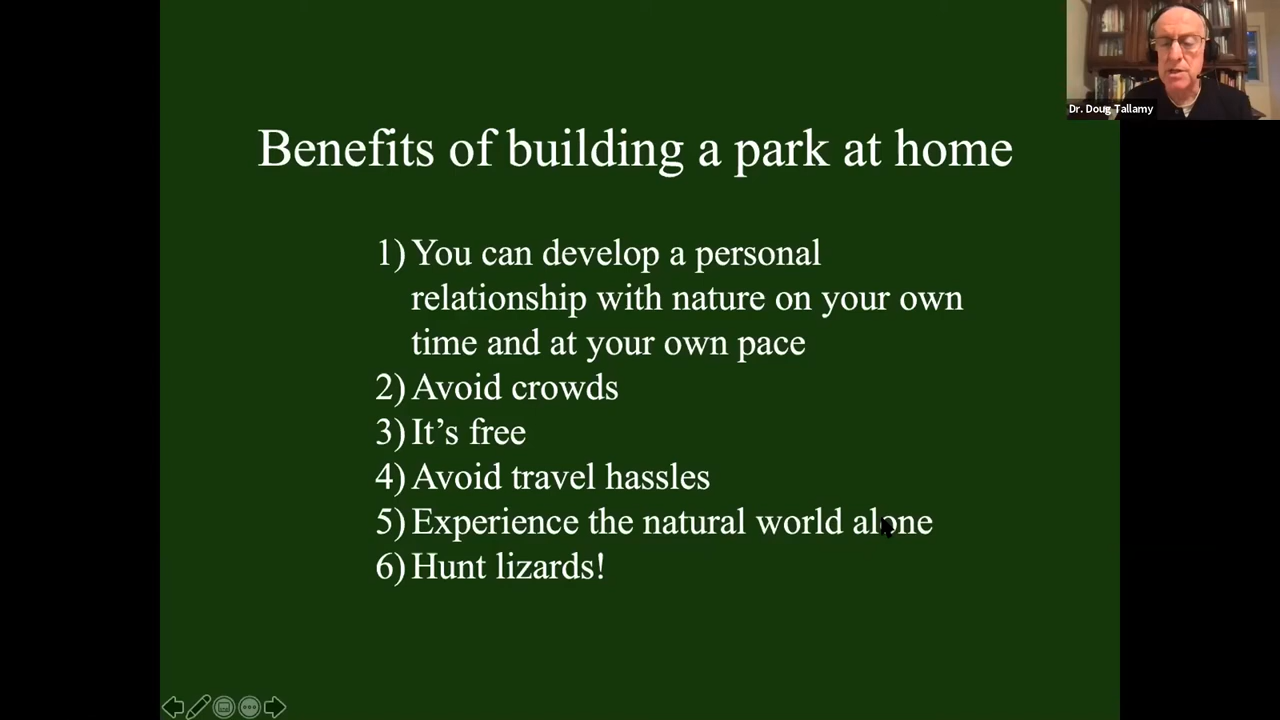 Dr. Doug Tallamy
Benefits of building a park at home
1) You can develop a personal
relationship with nature on your own
time and at your own pace
2) Avoid crowds
3) It’s free
4) Avoid travel hassles
5) Experience the natural world alone
6) Hunt lizards!